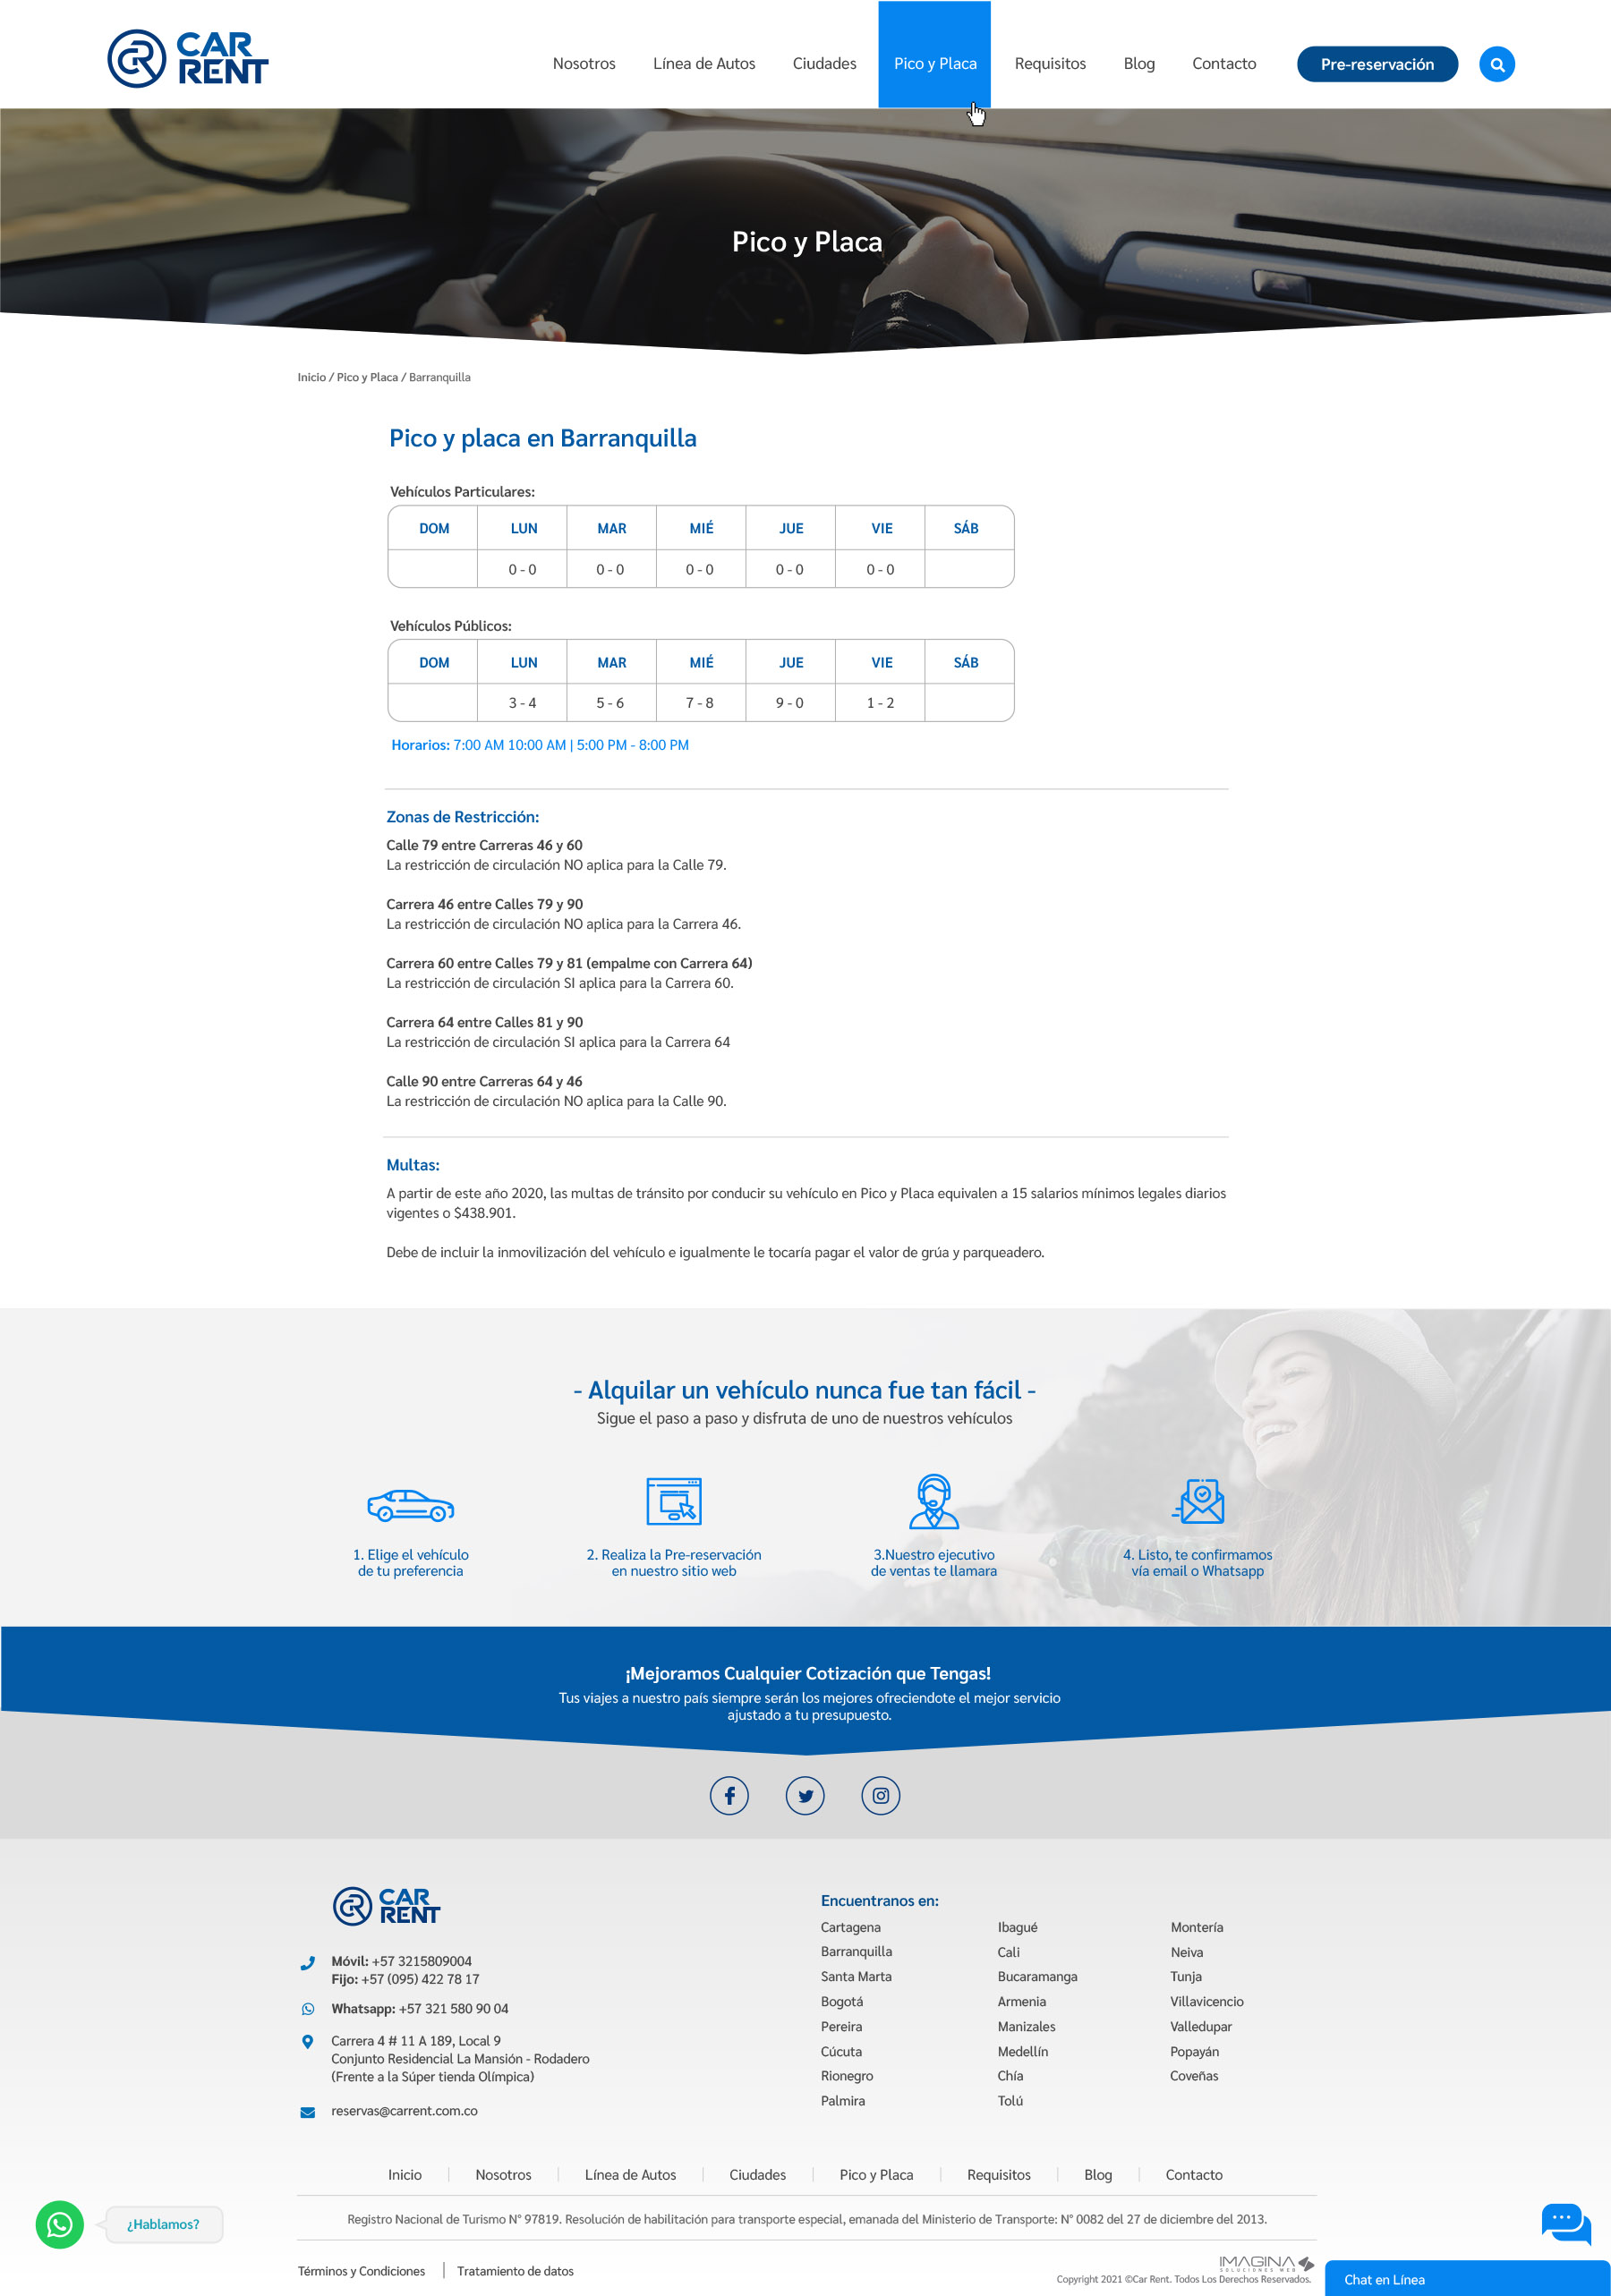 CAR
RENT
Nosotros
Línea de Autos
Ciudades
Pico y Placa
Requisitos
Blog
Contacto
Pre-reservación
Pico y Placa
Inicio / Pico y Placa / Barranquilla
Pico y placa en Barranquilla
Vehículos Particulares:
DOM LUN MAR MIÉ JUE VIE SÁB
0 - 0 0 - 0 0 - 0 0 - 0 0 - 0
Vehículos Públicos:
DOM LUN MAR MIÉ JUE VIE SÁB
3 - 4 5 - 6 7 - 8 9 - 0 1 - 2
Horarios: 7:00 AM 10:00 AM | 5:00 PM - 8:00 PM
Zonas de Restricción:
Calle 79 entre Carreras 46 y 60
La restricción de circulación NO aplica para la Calle 79.
Carrera 46 entre Calles 79 y 90
La restricción de circulación NO aplica para la Carrera 46.
Carrera 60 entre Calles 79 y 81 (empalme con Carrera 64)
La restricción de circulación SI aplica para la Carrera 60.
Carrera 64 entre Calles 81 y 90
La restricción de circulación SI aplica para la Carrera 64
Calle 90 entre Carreras 64 y 46
La restricción de circulación NO aplica para la Calle 90.
Multas:
A partir de este año 2020, las multas de tránsito por conducir su vehículo en Pico y Placa equivalen a 15 salarios mínimos legales diarios
vigentes o $438.901.
Debe de incluir la inmovilización del vehículo e igualmente le tocaría pagar el valor de grúa y parqueadero.
- Alquilar un vehículo nunca fue tan fácil -
Sigue el paso a paso y disfruta de uno de nuestros vehículos
1. Elige el vehículo
de tu preferencia
2. Realiza la Pre-reservación
en nuestro sitio web
3.Nuestro ejecutivo
de ventas te llamara
4. Listo, te confirmamos
vía email o Whatsapp
¡Mejoramos Cualquier Cotización que Tengas!
Tus viajes a nuestro país siempre serán los mejores ofreciendote el mejor servicio
ajustado a tu presupuesto.
CAR
RENT
Móvil: +57 3215809004
Fijo: +57 (095) 422 78 17
Whatsapp: +57 321 580 90 04
Carrera 4 # 11 A 189, Local 9
Conjunto Residencial La Mansión - Rodadero
(Frente a la Súper tienda Olímpica)
reservas@carrent.com.co
Encuentranos en:
Cartagena
Barranquilla
Santa Marta
Bogotá
Pereira
Cúcuta
Rionegro
Palmira
Ibagué
Cali
Bucaramanga
Armenia
Manizales
Medellín
Chía
Tolú
Montería
Neiva
Tunja
Villavicencio
Valledupar
Popayán
Coveñas
Inicio | Nosotros | Línea de Autos | Ciudades | Pico y Placa | Requisitos | Blog | Contacto
¿Hablamos?
Registro Nacional de Turismo N° 97819. Resolución de habilitación para transporte especial, emanada del Ministerio de Transporte: N° 0082 del 27 de diciembre del 2013.
Términos y Condiciones | Tratamiento de datos
IMAGINA
SOLUCIONES WEB
Copyright 2021 ©Car Rent. Todos Los Derechos Reservados.
Chat en Línea